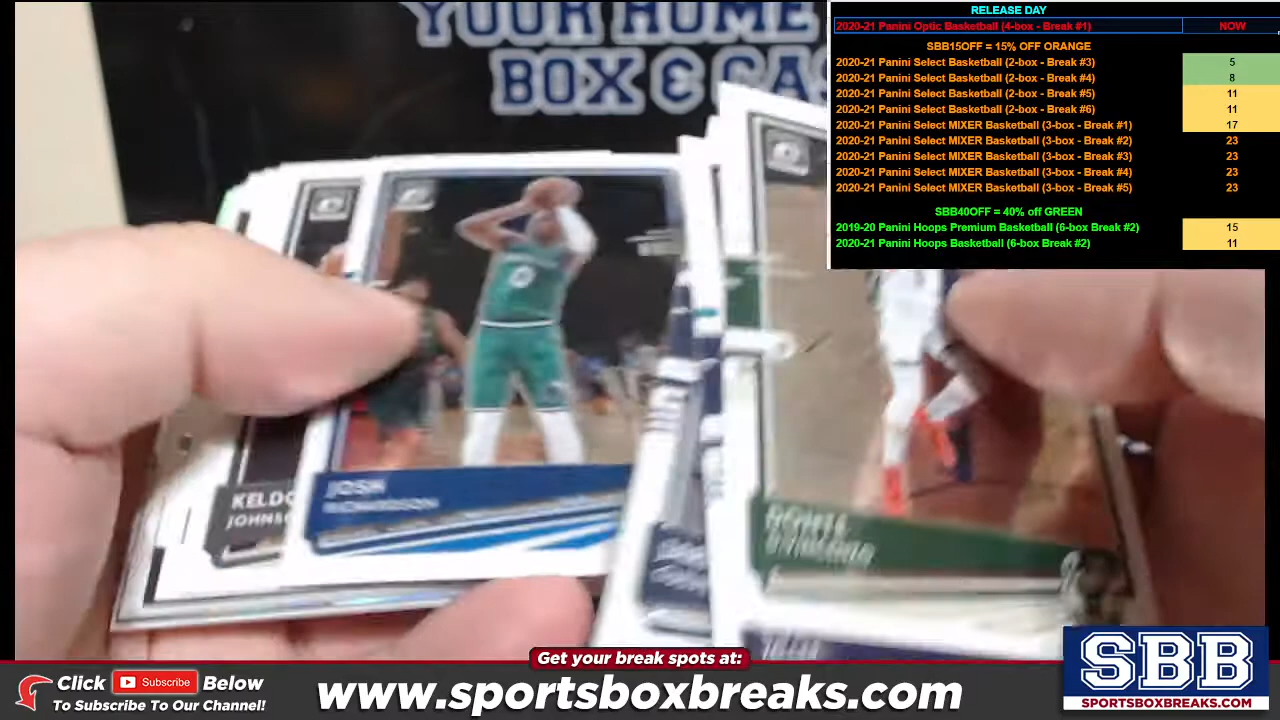 YOUR HOME
BOX & CA
RELEASE DAY
2020-21 Panini Optic Basketball (4-box - Break #1) NOW
SBB15OFF = 15% OFF ORANGE
2020-21 Panini Select Basketball (2-box - Break #3) 5
2020-21 Panini Select Basketball (2-box - Break #4) 8
2020-21 Panini Select Basketball (2-box - Break #5) 11
2020-21 Panini Select Basketball (2-box - Break #6) 11
2020-21 Panini Select MIXER Basketball (3-box - Break #1) 17
2020-21 Panini Select MIXER Basketball (3-box - Break #2) 23
2020-21 Panini Select MIXER Basketball (3-box - Break #3) 23
2020-21 Panini Select MIXER Basketball (3-box - Break #4) 23
2020-21 Panini Select MIXER Basketball (3-box - Break #5) 23
SBB40OFF = 40% off GREEN
2019-20 Panini Hoops Premium Basketball (6-box Break #2) 15
2020-21 Panini Hoops Basketball (6-box Break #2) 11
0
KELDO
JOHNS
JOSH
RICHARDSON
Get your break spots at:
Click Subscribe Below
To Subscribe To Our Channel!
www.sportsboxbreaks.com
SBB
SPORTSBOXBREAKS.COM